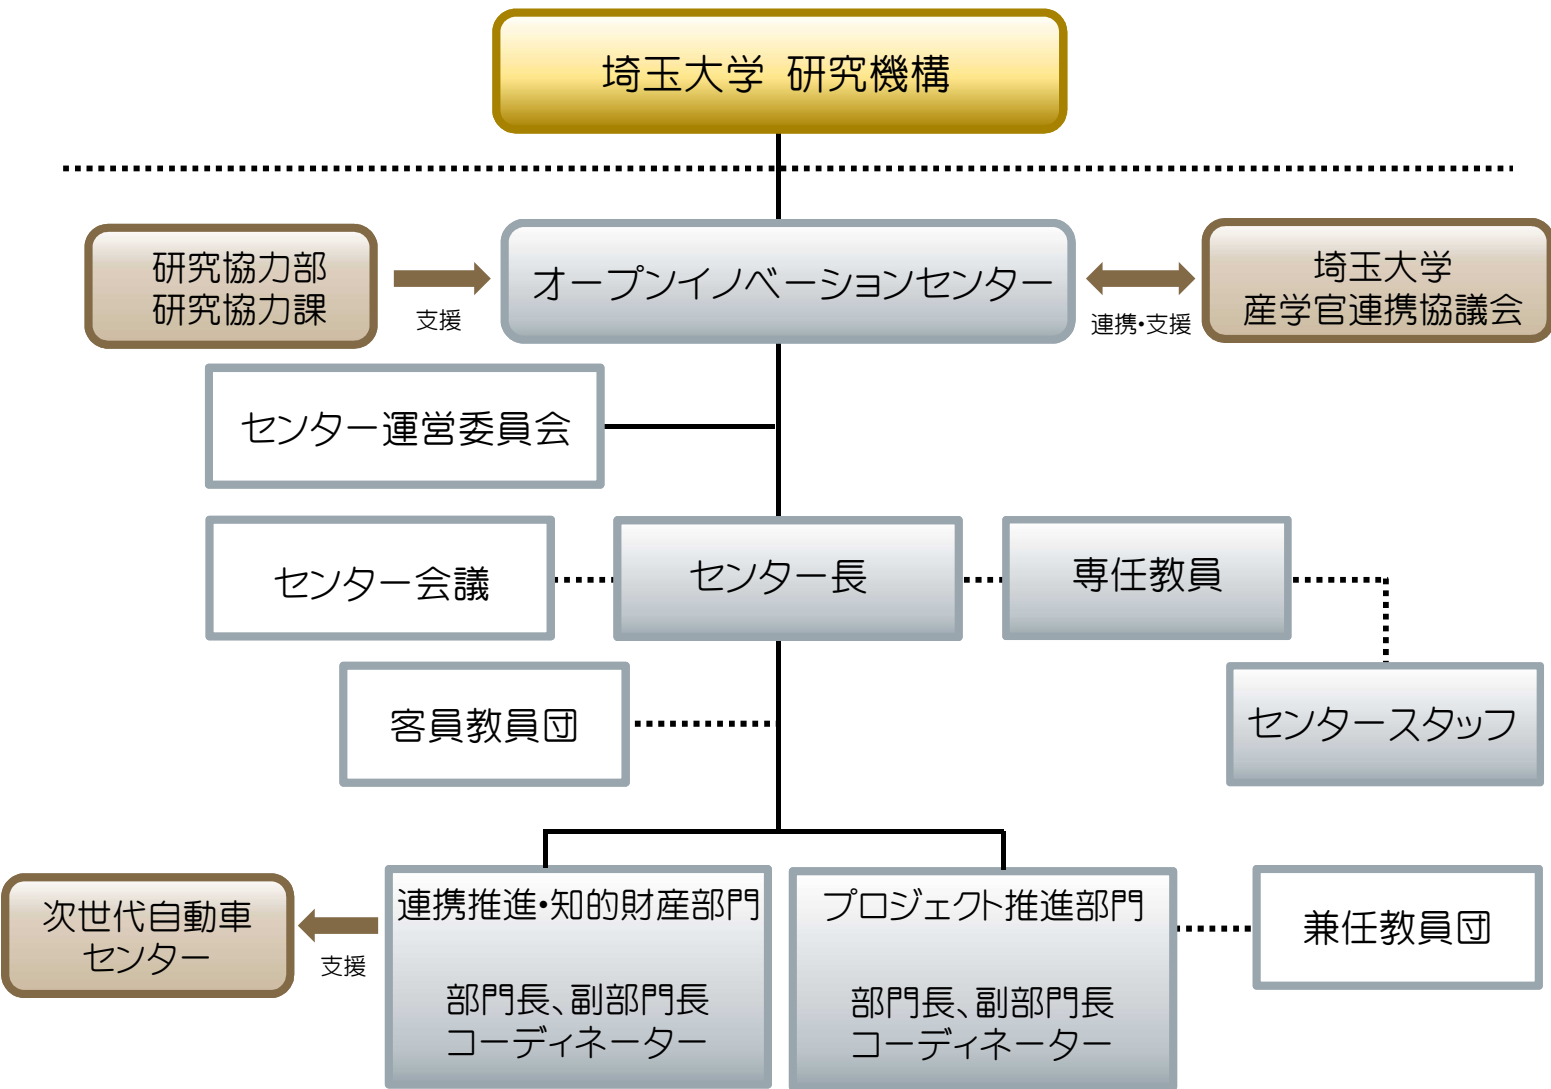 埼玉大学 研究機構
研究協力部
研究協力課
支援
オープンイノベーションセンター
連携・支援
埼玉大学
産学官連携協議会
センター運営委員会
センター会議
センター長
専任教員
客員教員団
センタースタッフ
次世代自動車
センター
支援
連携推進・知的財産部門
部門長、副部門長
コーディネーター
プロジェクト推進部門
部門長、副部門長
コーディネーター
兼任教員団